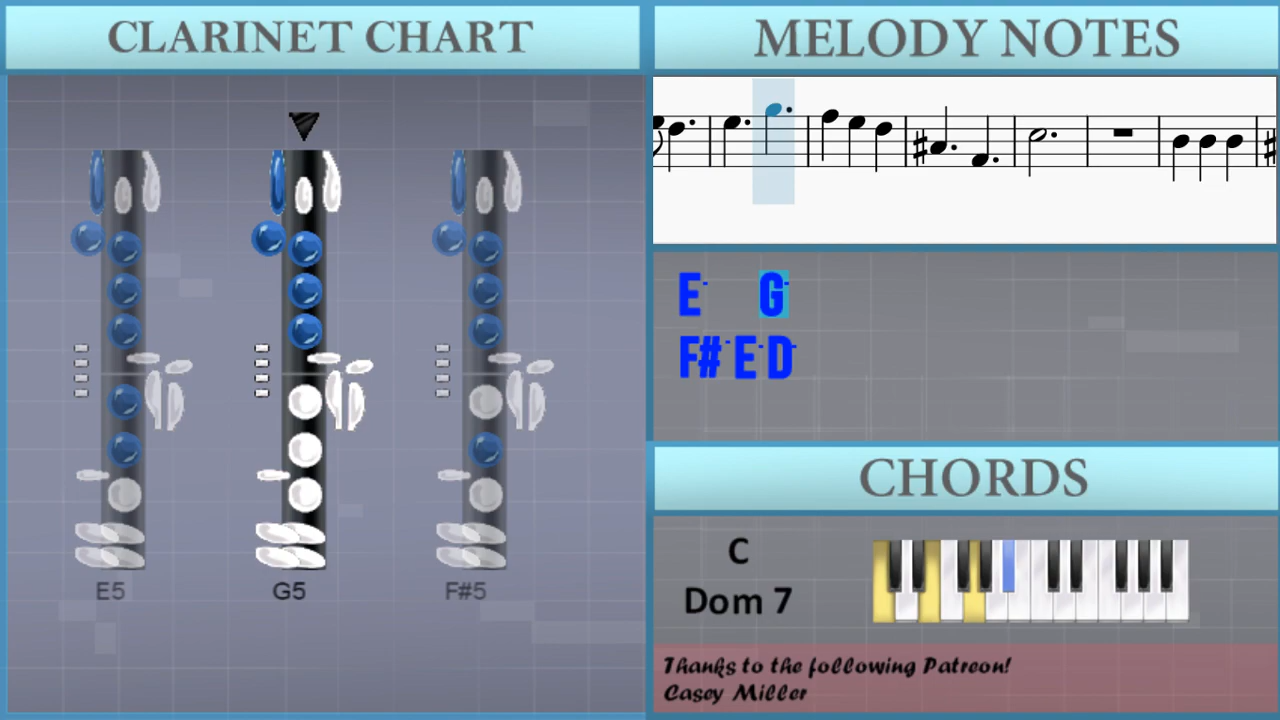 CLARINET CHART
E5 G5 F#5
MELODY NOTES
E G
F# E D
CHORDS
C
Dom 7
Thanks to the following Patreon!
Casey Miller